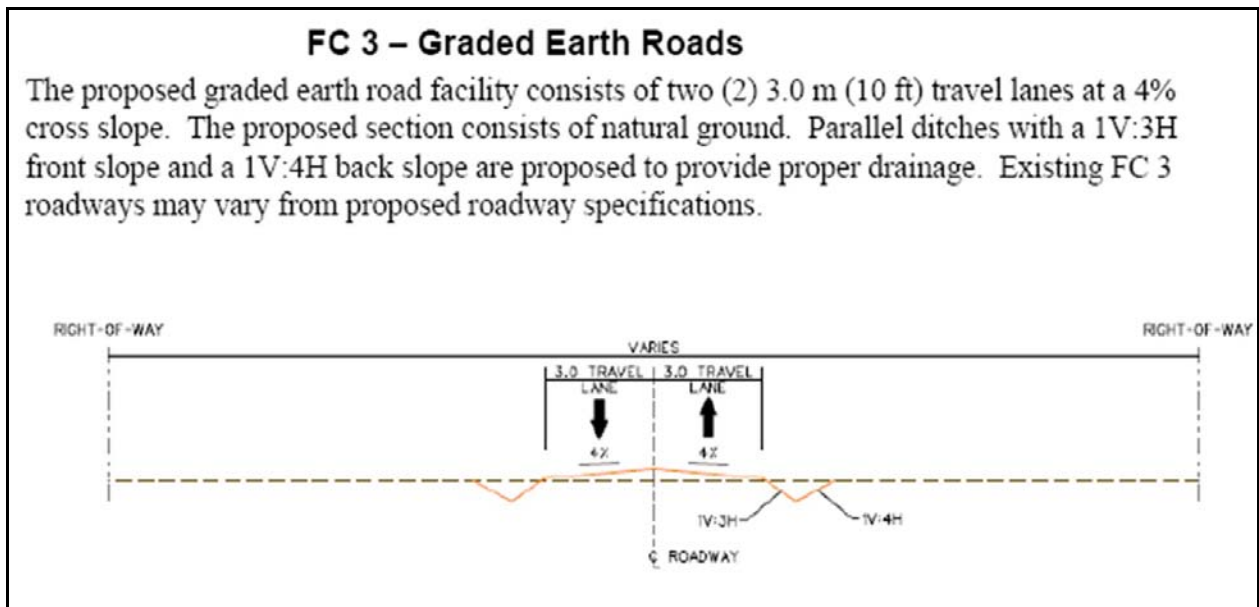 FC 3 – Graded Earth Roads
The proposed graded earth road facility consists of two (2) 3.0 m (10 ft) travel lanes at a 4%
cross slope. The proposed section consists of natural ground. Parallel ditches with a 1V:3H
front slope and a 1V:4H back slope are proposed to provide proper drainage. Existing FC 3
roadways may vary from proposed roadway specifications.
RIGHT-OF-WAY
RIGHT-OF-WAY
VARIES
3.0 TRAVEL
LANE
3.0 TRAVEL
LANE
4%
4%
1V:3H
1V:4H
℄ ROADWAY